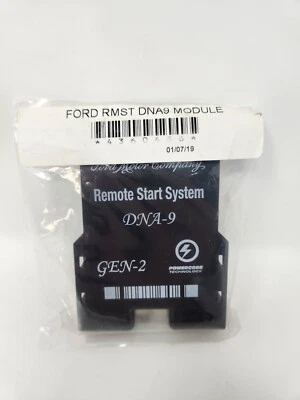 FORD RMST DNA9 MODULE
01/07/19
Ford Motor Company
Remote Start System
DNA-9
GEN-2
POWERCODE
TECHNOLOGY